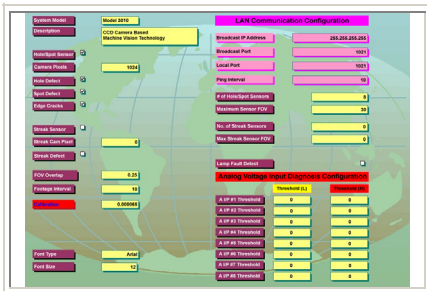 System Model Model 3010
Description CCD Camera Based
Machine Vision Technology
Hole/Spot Sensor
Camera Pixels 1024
Hole Defect
Spot Defect
Edge Cracks
Streak Sensor
Streak Cam Pixel 0
Streak Defect
FOV Overlap 0.25
Footage Interval 10
0.000065
Font Type Arial
Font Size 12
LAN Communication Configuration
Broadcast IP Address 255.255.255.255
Broadcast Port 1021
Local Port 1021
Ping Interval 10
# of Hole/Spot Sensors 8
Maximum Sensor FOV 30
No. of Streak Sensors 0
Max Streak Sensor FOV 0
Lamp Fault Detect
Analog Voltage Input Diagnosis Configuration
Threshold (L) Threshold (H)
A I/P #1 Threshold 0 0
A I/P #2 Threshold 0 0
A I/P #3 Threshold 0 0
A I/P #4 Threshold 0 0
A I/P #5 Threshold 0 0
A I/P #6 Threshold 0 0
A I/P #7 Threshold 0 0
A I/P #8 Threshold 0 0